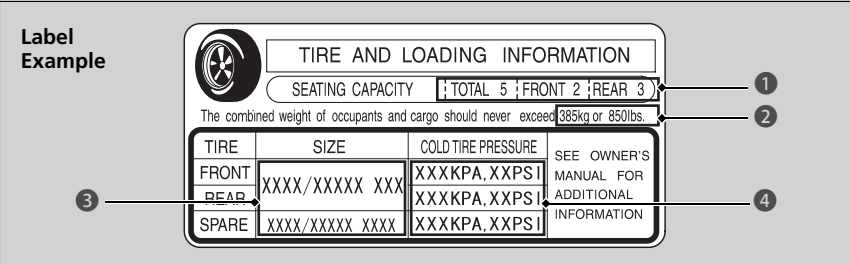 Label
Example
TIRE AND LOADING INFORMATION
SEATING CAPACITY TOTAL 5 FRONT 2 REAR 3
1
The combined weight of occupants and cargo should never exceed 385kg or 850lbs.
2
TIRE SIZE COLD TIRE PRESSURE
SEE OWNER'S
MANUAL FOR
ADDITIONAL
INFORMATION
FRONT XXXX/XXXXX XXX XXXKPA,XXPSI
REAR XXXKPA,XXPSI
3
4
SPARE XXXX/XXXXX XXXX XXXKPA,XXPSI